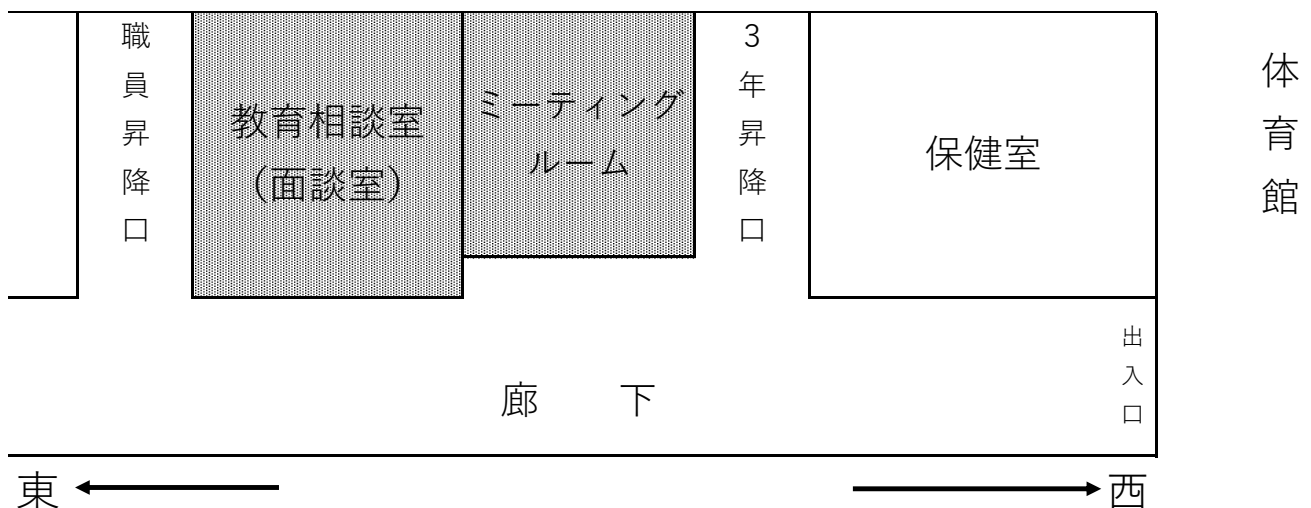 職員昇降口
教育相談室
（面談室）
ミーティング
ルーム
3年昇降口
保健室
体育館
出入口
廊　下
東
西